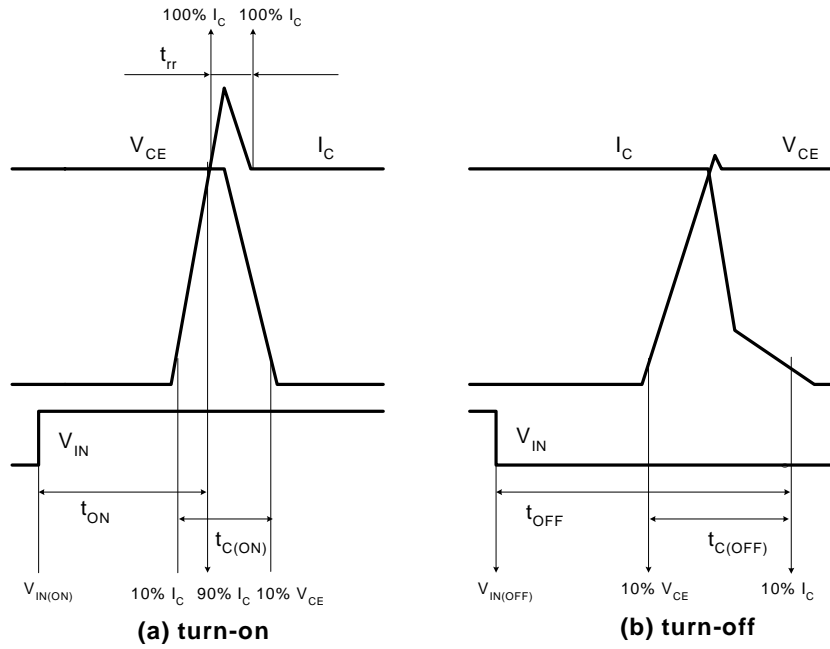 100% I_C 100% I_C
t_rr
V_CE I_C
I_C V_CE
V_IN
V_IN
t_ON
t_OFF
t_C(ON)
t_C(OFF)
V_IN(ON) 10% I_C 90% I_C 10% V_CE
V_IN(OFF) 10% V_CE 10% I_C
(a) turn-on
(b) turn-off